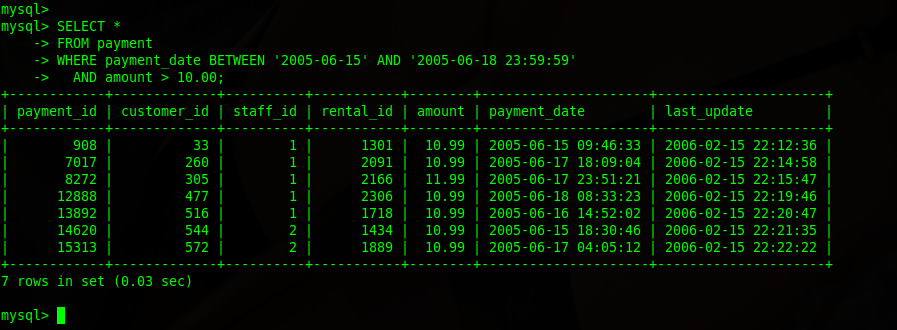 mysql>
mysql> SELECT *
    -> FROM payment
    -> WHERE payment_date BETWEEN '2005-06-15' AND '2005-06-18 23:59:59'
    ->   AND amount > 10.00;
+------------+-------------+----------+-----------+--------+---------------------+---------------------+
| payment_id | customer_id | staff_id | rental_id | amount | payment_date        | last_update         |
+------------+-------------+----------+-----------+--------+---------------------+---------------------+
|        908 |          33 |        1 |      1301 |  10.99 | 2005-06-15 09:46:33 | 2006-02-15 22:12:36 |
|       7017 |         260 |        1 |      2091 |  10.99 | 2005-06-17 18:09:04 | 2006-02-15 22:14:58 |
|       8272 |         305 |        1 |      2166 |  11.99 | 2005-06-17 23:51:21 | 2006-02-15 22:15:47 |
|      12888 |         477 |        1 |      2306 |  10.99 | 2005-06-18 08:33:23 | 2006-02-15 22:19:46 |
|      13892 |         516 |        1 |      1718 |  10.99 | 2005-06-16 14:52:02 | 2006-02-15 22:20:47 |
|      14620 |         544 |        2 |      1434 |  10.99 | 2005-06-15 18:30:46 | 2006-02-15 22:21:35 |
|      15313 |         572 |        2 |      1889 |  10.99 | 2005-06-17 04:05:12 | 2006-02-15 22:22:22 |
+------------+-------------+----------+-----------+--------+---------------------+---------------------+
7 rows in set (0.03 sec)
mysql>